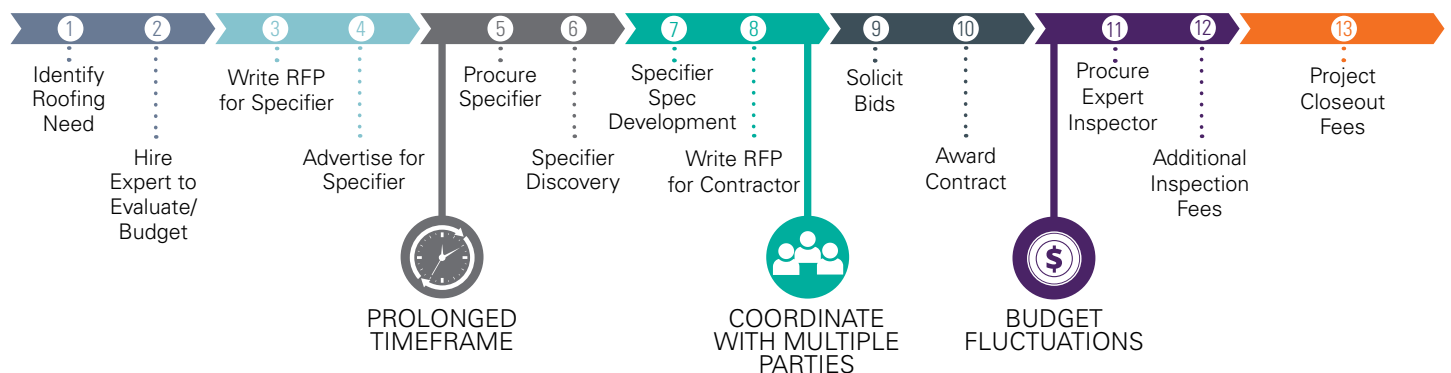 1
Identify
Roofing
Need
2
Hire
Expert to
Evaluate/
Budget
3
Write RFP
for Specifier
4
Advertise for
Specifier
PROLONGED
TIMEFRAME
5
Procure
Specifier
6
Specifier
Discovery
7
Specifier
Spec
Development
8
Write RFP
for Contractor
COORDINATE
WITH MULTIPLE
PARTIES
9
Solicit
Bids
10
Award
Contract
$
BUDGET
FLUCTUATIONS
11
Procure
Expert
Inspector
12
Additional
Inspection
Fees
13
Project
Closeout
Fees